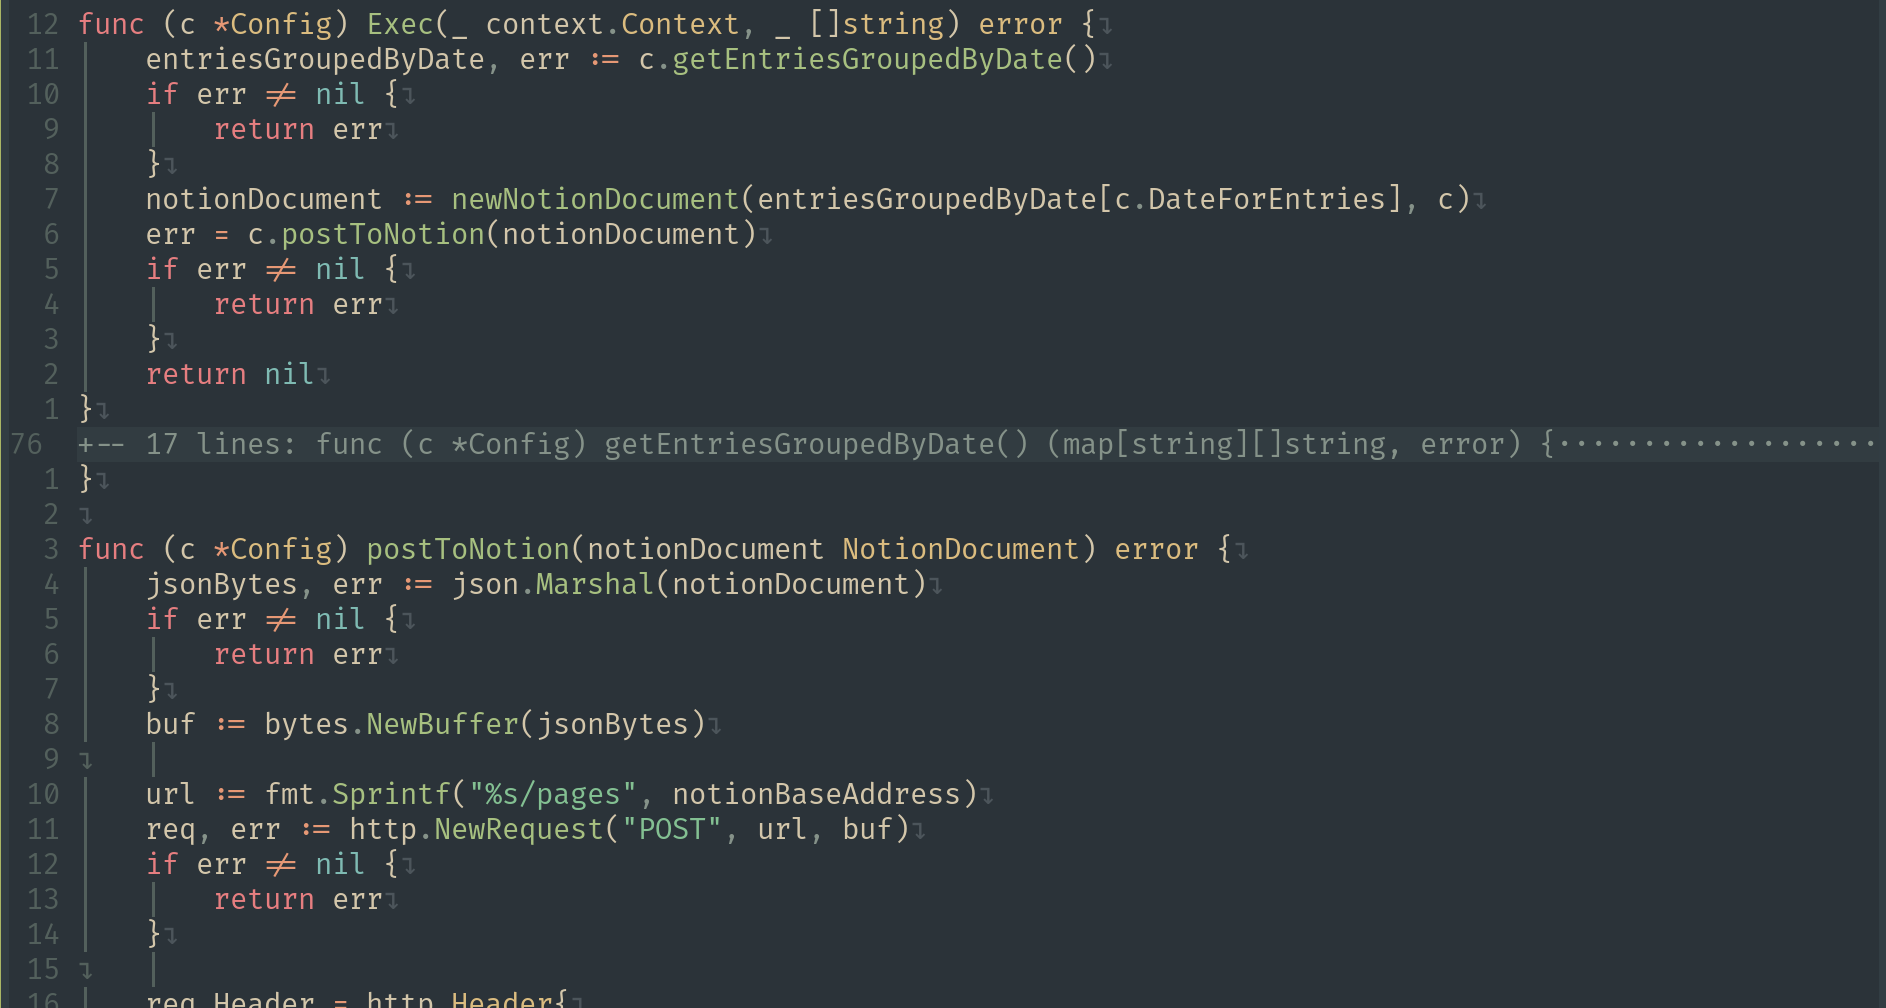 12 func (c *Config) Exec(_ context.Context, _ []string) error {↴
11 entriesGroupedByDate, err := c.getEntriesGroupedByDate()↴
10 if err ≠ nil {↴
9 return err↴
8 }↴
7 notionDocument := newNotionDocument(entriesGroupedByDate[c.DateForEntries], c)↴
6 err = c.postToNotion(notionDocument)↴
5 if err ≠ nil {↴
4 return err↴
3 }↴
2 return nil↴
1 }↴
76 +-- 17 lines: func (c *Config) getEntriesGroupedByDate() (map[string][]string, error) {···················
1 }↴
2 ↴
3 func (c *Config) postToNotion(notionDocument NotionDocument) error {↴
4 jsonBytes, err := json.Marshal(notionDocument)↴
5 if err ≠ nil {↴
6 return err↴
7 }↴
8 buf := bytes.NewBuffer(jsonBytes)↴
9 ↴
10 url := fmt.Sprintf("%s/pages", notionBaseAddress)↴
11 req, err := http.NewRequest("POST", url, buf)↴
12 if err ≠ nil {↴
13 return err↴
14 }↴
15 ↴
16 req.Header = http.Header{↴